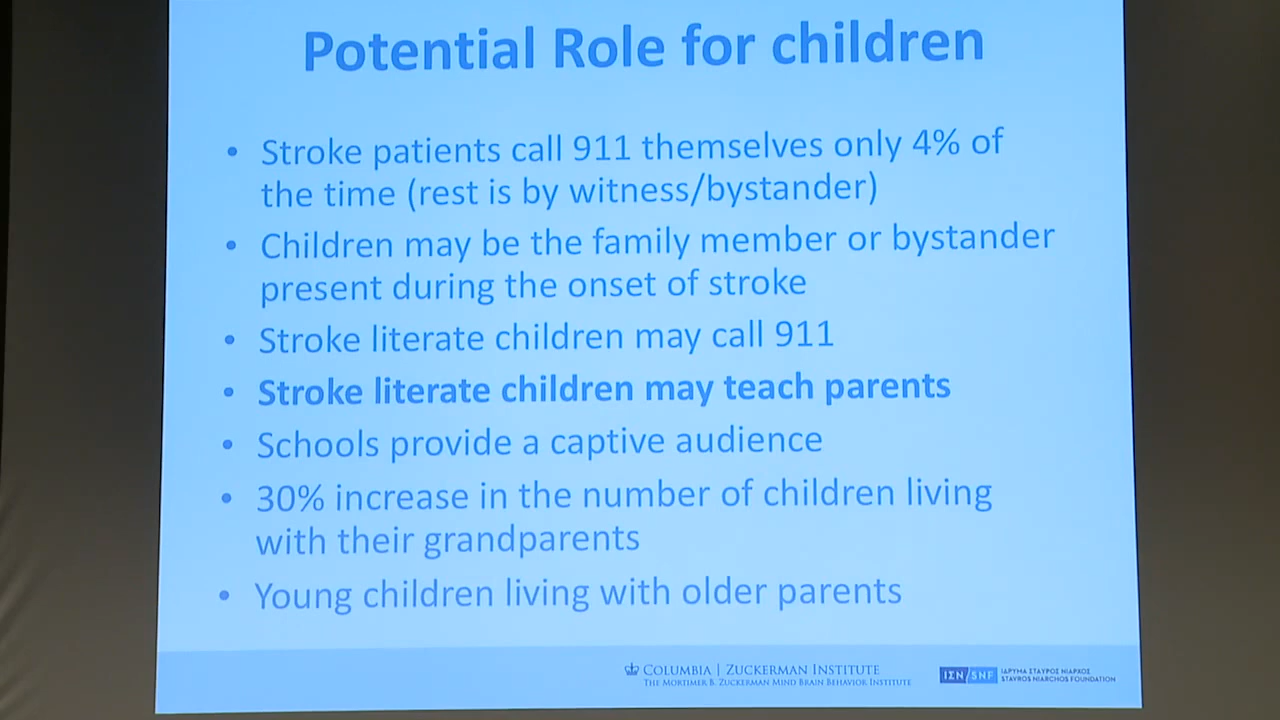 Potential Role for children
• Stroke patients call 911 themselves only 4% of
the time (rest is by witness/bystander)
• Children may be the family member or bystander
present during the onset of stroke
• Stroke literate children may call 911
• Stroke literate children may teach parents
• Schools provide a captive audience
• 30% increase in the number of children living
with their grandparents
• Young children living with older parents
COLUMBIA | ZUCKERMAN INSTITUTE
THE MORTIMER B. ZUCKERMAN MIND BRAIN BEHAVIOR INSTITUTE
ΙΣΝ/SNF
ΙΔΡΥΜΑ ΣΤΑΥΡΟΣ ΝΙΑΡΧΟΣ
STAVROS NIARCHOS FOUNDATION